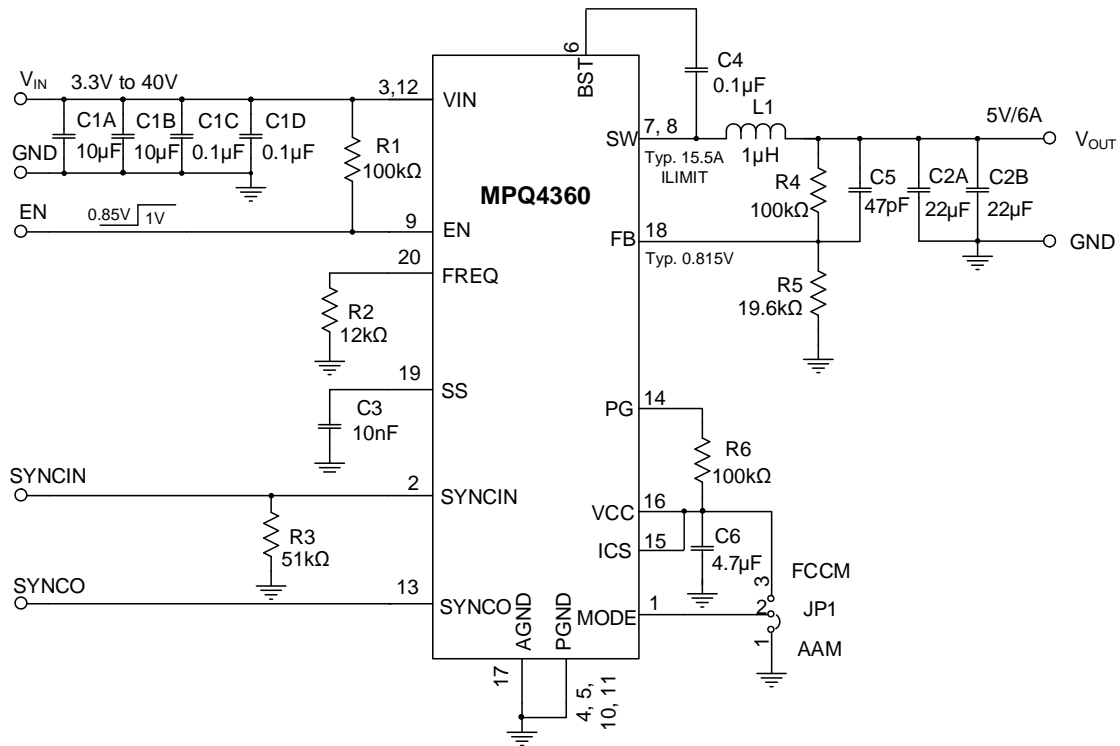 V_IN 3.3V to 40V
GND
EN
C1A
10µF
C1B
10µF
C1C
0.1µF
C1D
0.1µF
R1
100kΩ
0.85V 1V
3,12
VIN
9
EN
20
FREQ
R2
12kΩ
19
SS
C3
10nF
SYNCIN
2
SYNCIN
R3
51kΩ
SYNCO
13
SYNCO
MPQ4360
6
BST
C4
0.1µF
SW
7, 8
Typ. 15.5A
ILIMIT
L1
1µH
5V/6A
V_OUT
R4
100kΩ
C5
47pF
C2A
22µF
C2B
22µF
GND
FB
18
Typ. 0.815V
R5
19.6kΩ
PG
14
R6
100kΩ
VCC
16
ICS
15
C6
4.7µF
MODE
1
3
2
1
FCCM
JP1
AAM
AGND
PGND
17
4, 5,
10, 11